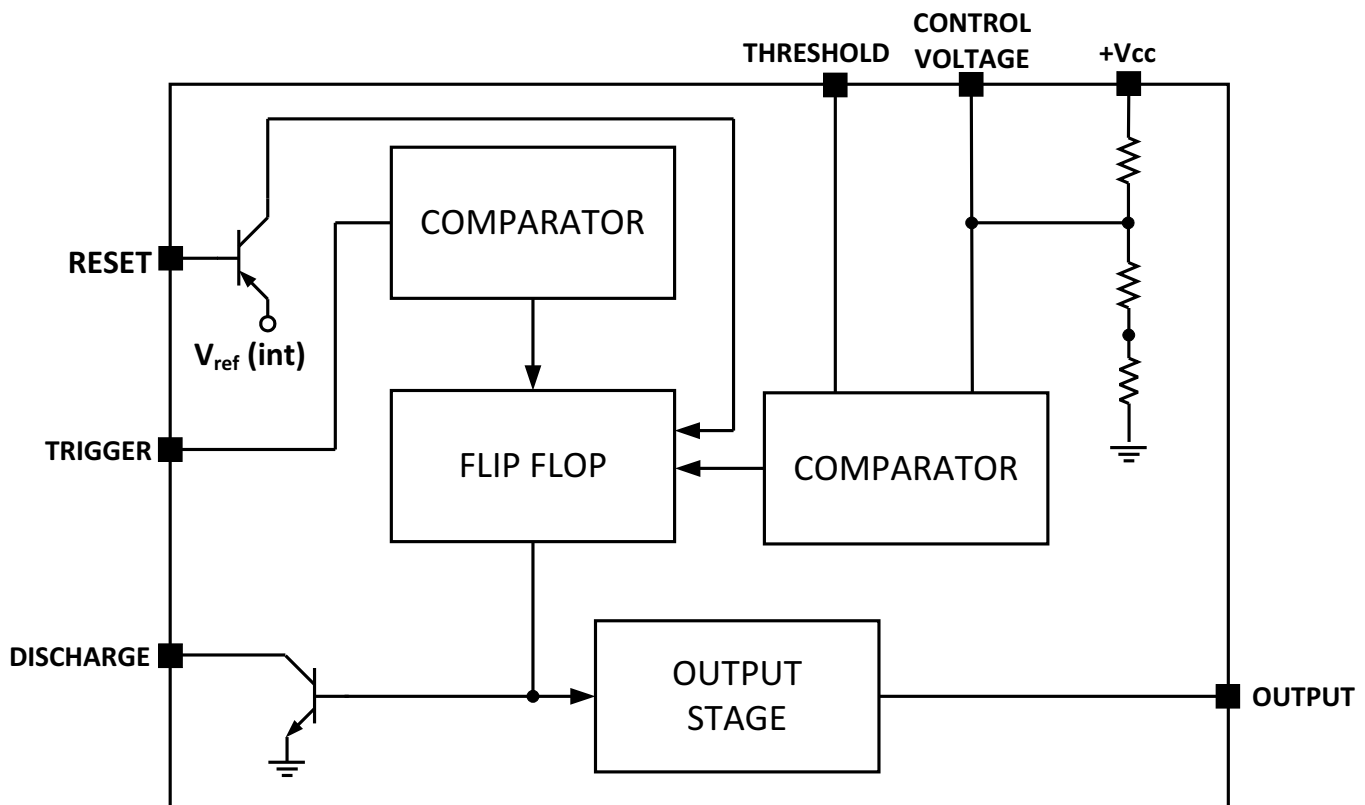 CONTROL
VOLTAGE
THRESHOLD
+Vcc
COMPARATOR
RESET
Vref (int)
TRIGGER
FLIP FLOP
COMPARATOR
DISCHARGE
OUTPUT
STAGE
OUTPUT